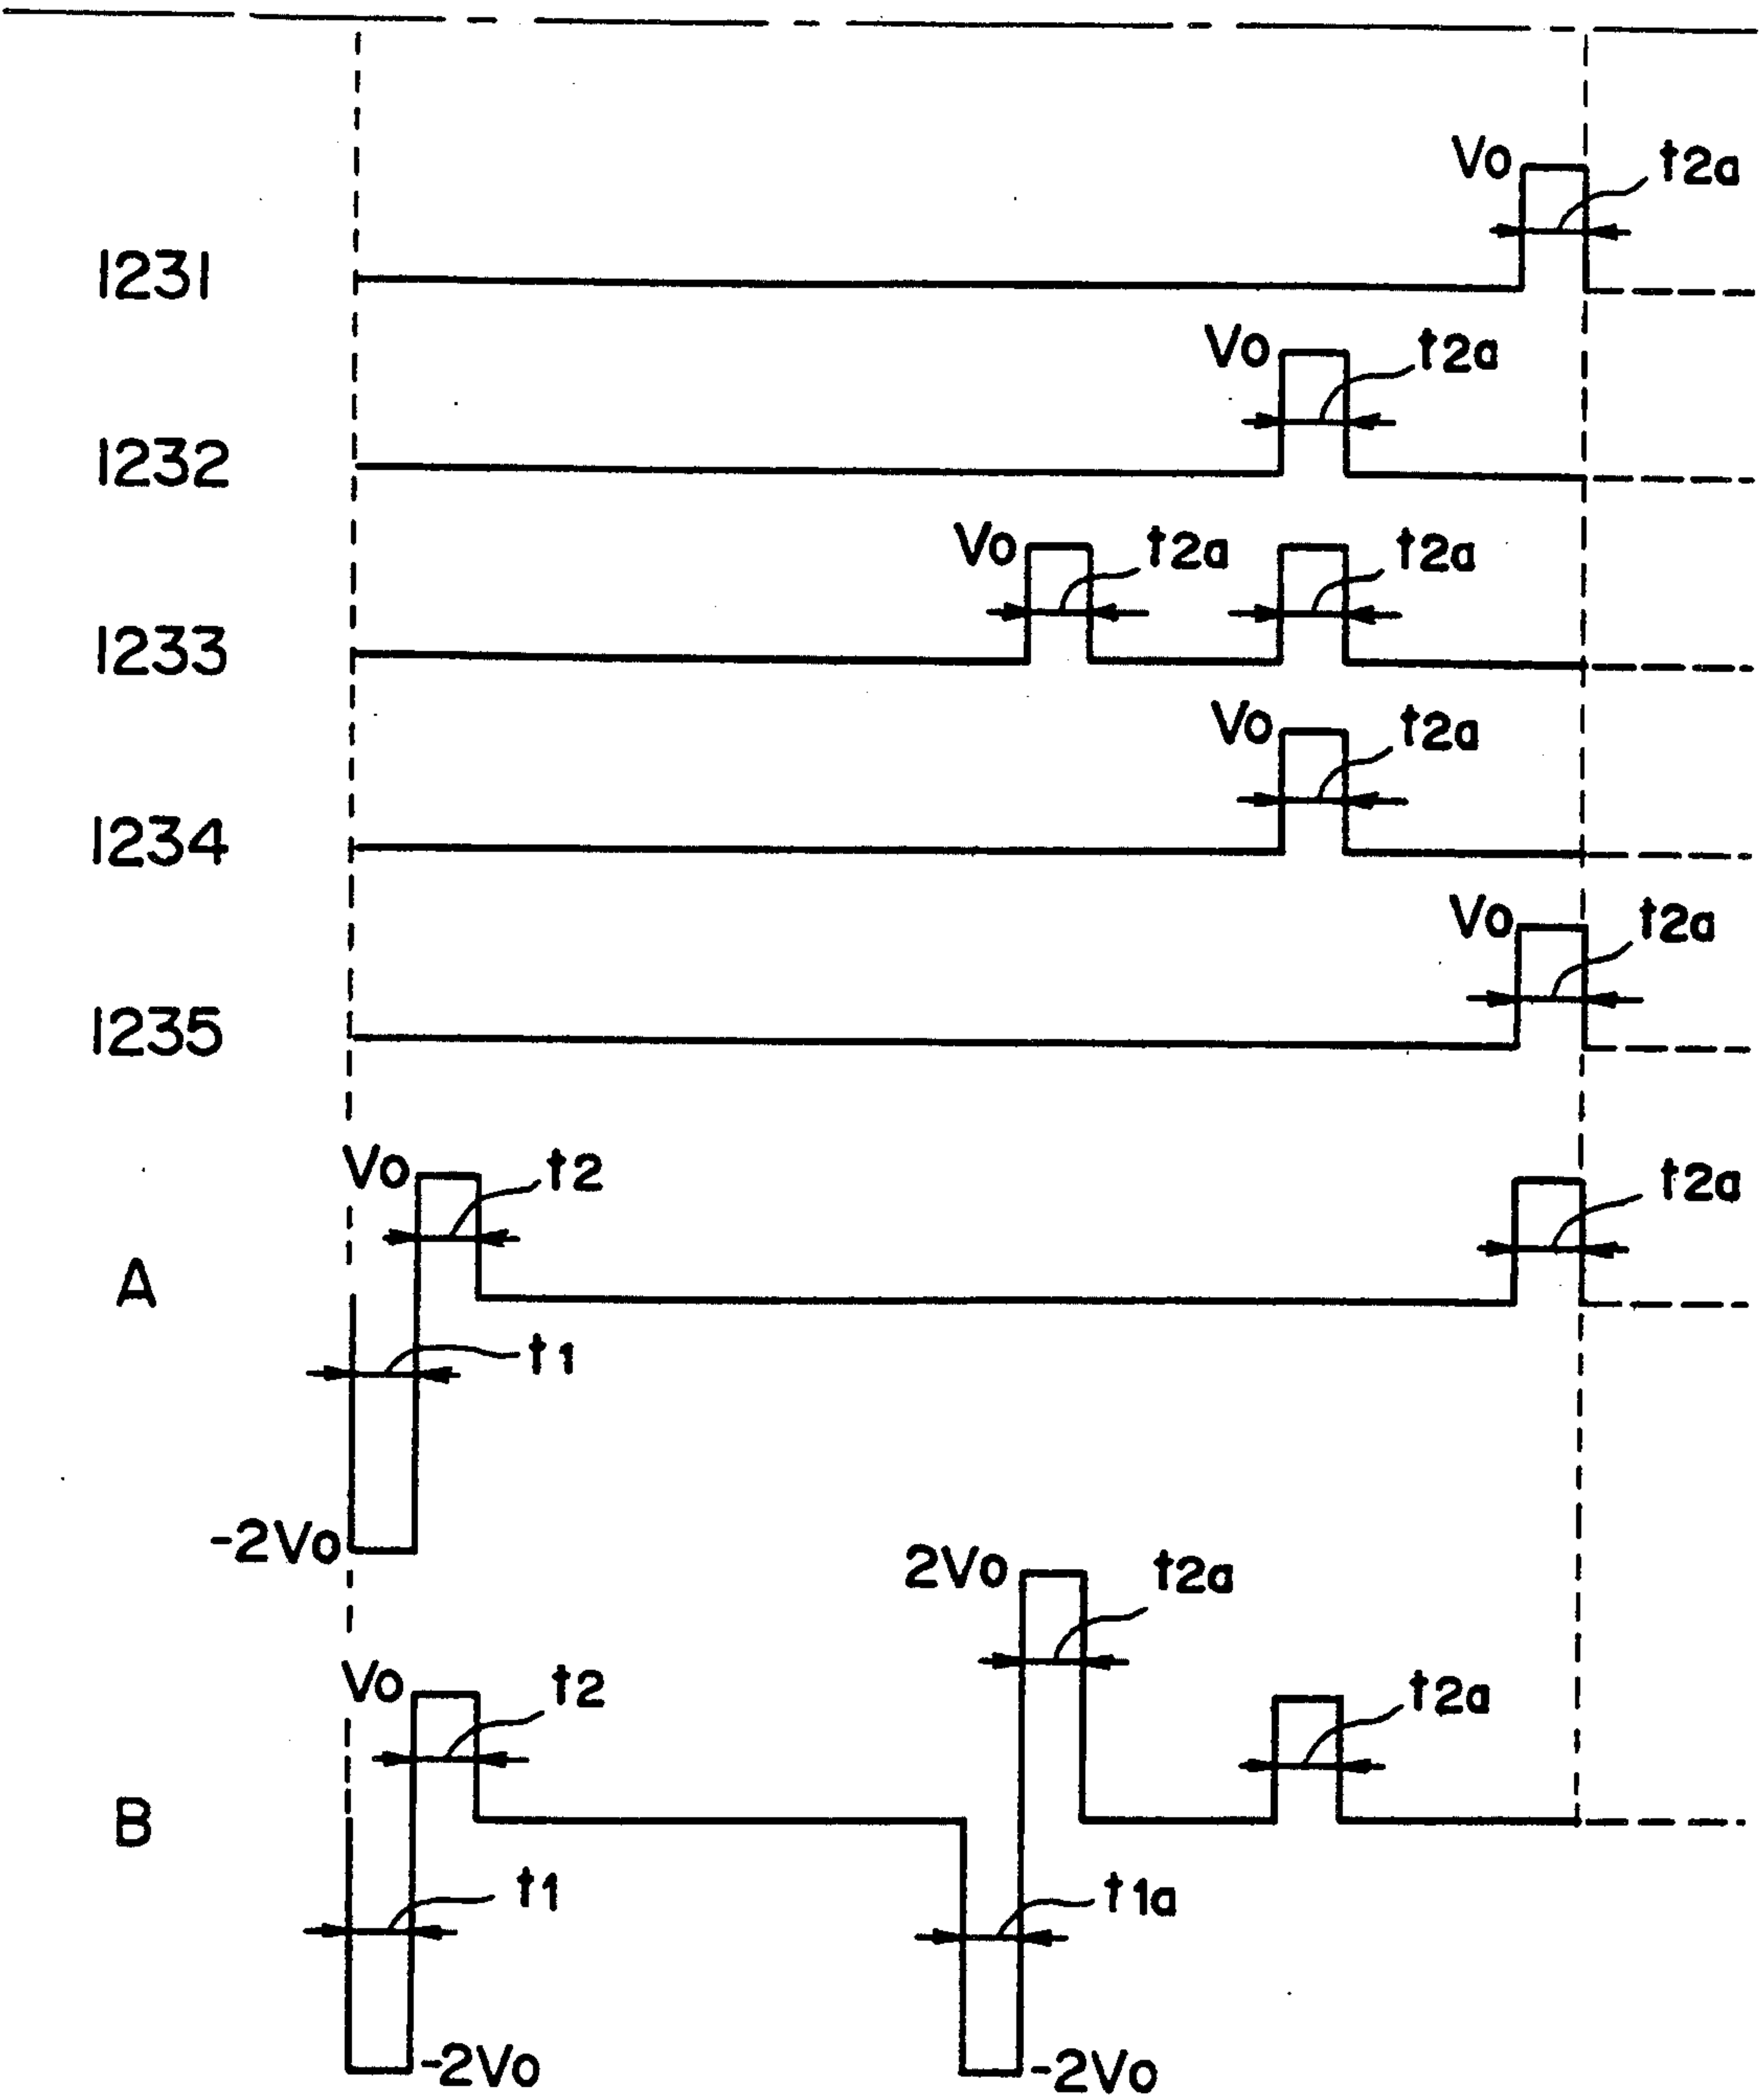 Vo t2a
1231
Vo t2a
1232
Vo t2a t2a
1233
Vo t2a
1234
Vo t2a
1235
Vo t2 t2a
A
t1
-2Vo
2Vo t2a
Vo t2 t2a
B
t1 t1a
-2Vo -2Vo